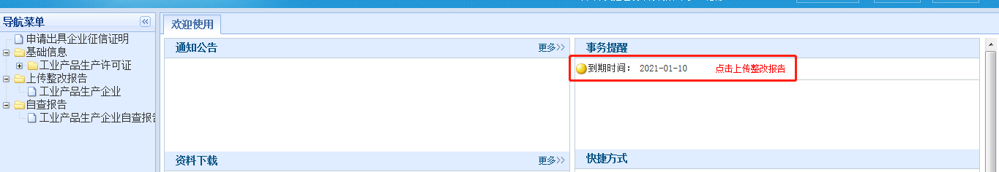 导航菜单
申请出具企业征信证明
基础信息
工业产品生产许可证
上传整改报告
工业产品生产企业
自查报告
工业产品生产企业自查报告
欢迎使用
通知公告 更多>>
资料下载 更多>>
事务提醒
到期时间： 2021-01-10 点击上传整改报告
快捷方式